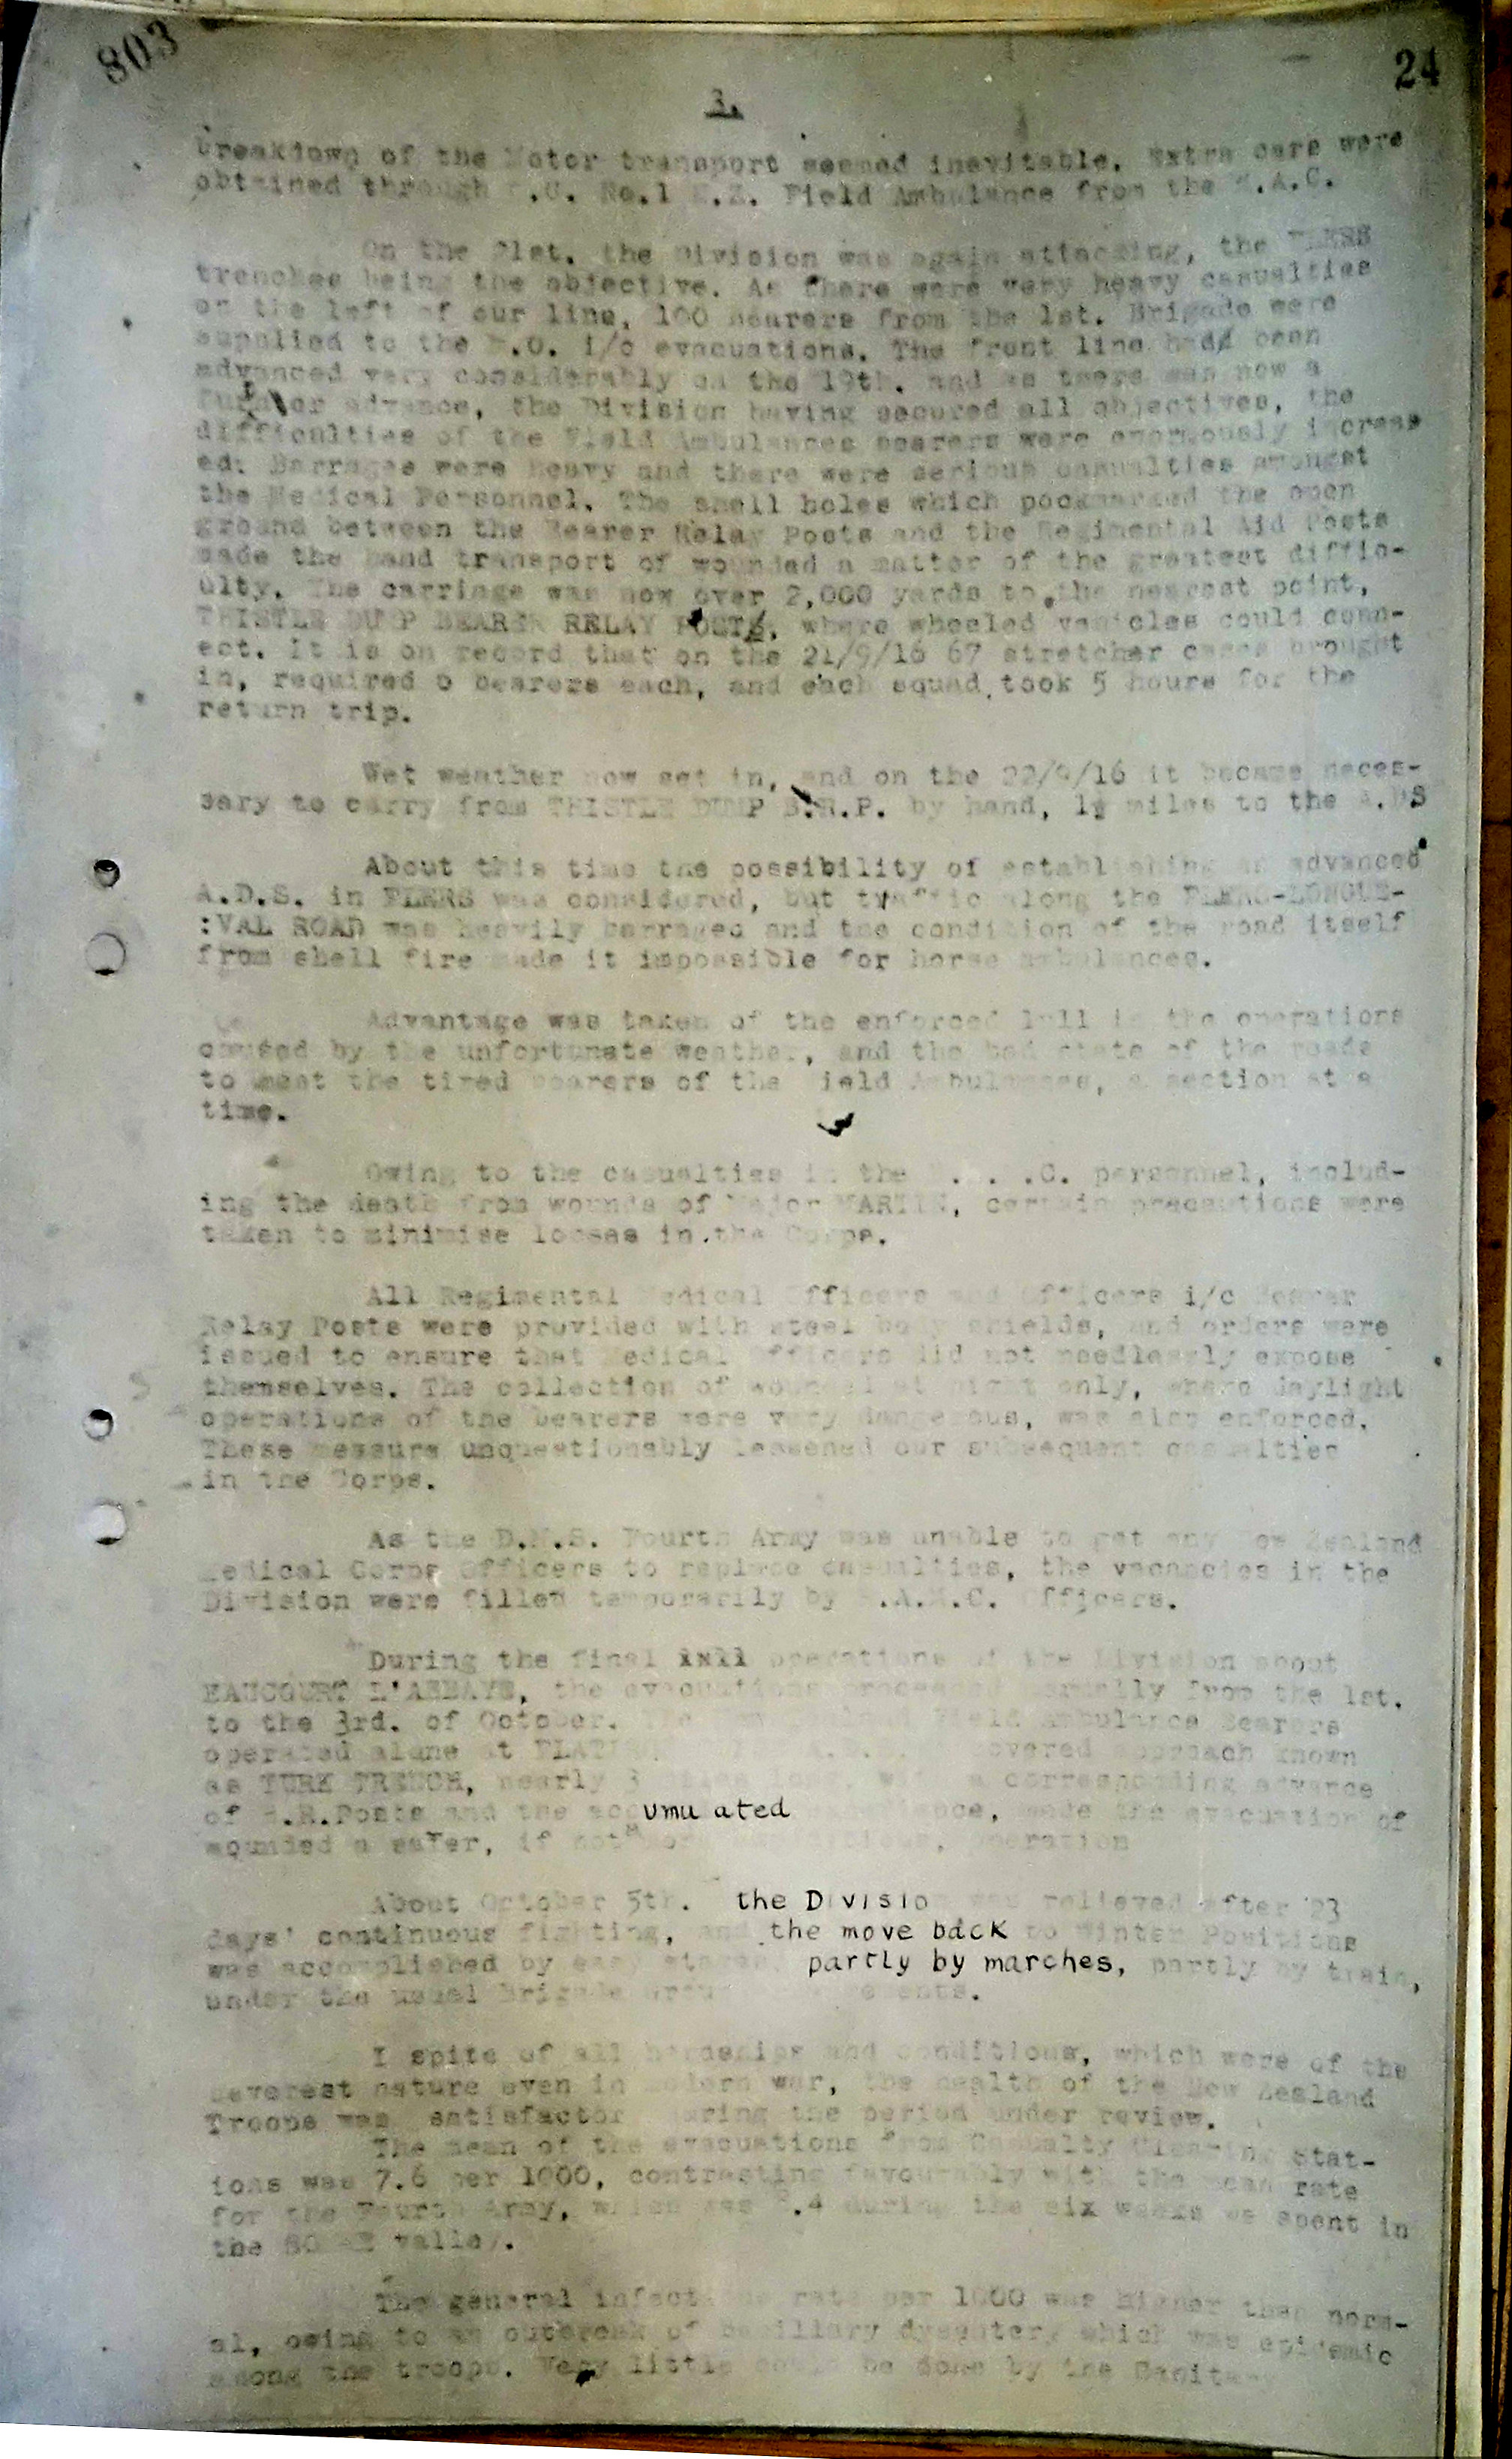 803
24
3.
breakdown of the Motor transport seemed inevitable. Extra cars were
obtained through .C. No.1 .Z. Field Ambulance from the .A.C.
On the 21st. the Division was again attacking, the FLERS
trenches being the objective. As there were very heavy casualties
on the left of our line, 100 bearers from the 1st. Brigade were
supplied to the .O. i/c evacuations. The front line had been
advanced very considerably on the 19th. and as there was now a
further advance, the Division having secured all objectives, the
difficulties of the Field Ambulances bearers were enormously increas
ed. Barrages were heavy and there were serious casualties amongst
the Medical Personnel. The shell holes which pockmarked the open
ground between the Bearer Relay Posts and the Regimental Aid Posts
made the hand transport of wounded a matter of the greatest diffic-
ulty. The carriage was now over 2,000 yards to the nearest point,
THISTLE DUMP BEARER RELAY POST, where wheeled vehicles could conn-
ect. It is on record that on the 21/9/16 67 stretcher cases brought
in, required bearers each, and each squad took 5 hours for the
return trip.
Wet weather now set in, and on the 22/9/16 it became neces-
sary to carry from THISTLE DUMP B.R.P. by hand, miles to the A.DS
About this time the possibility of establishing an advanced
A.D.S. in FLERS was considered, but traffic along the FLERS-LONGUE-
:VAL ROAD was heavily barraged and the condition of the road itself
from shell fire made it impossible for horse ambulances.
Advantage was taken of the enforced lull in the operations
caused by the unfortunate weather, and the bad state of the roads
to the tired bearers of the ield Ambulances, a section at a
time.
Owing to the casualties in the . . .C. personnel, includ-
ing the death from wounds of Major MARTIN, certain precautions were
taken to minimise losses in the Corps.
All Regimental Medical Officers and Officers i/c Bearer
Relay Posts were provided with steel body shields, and orders were
issued to ensure that Medical Officers did not needlessly expose
themselves. The collection of wounded at night only, where daylight
operations of the bearers were very dangerous, was also enforced.
These measure unquestionably lessened our subsequent casualties
in the Corps.
As the D.M.S. Fourth Army was unable to get any New Zealand
Medical Corps Officers to replace casualties, the vacancies in the
Division were filled temporarily by .A.M.C. Officers.
During the final operations of the Division about
EAUCOURT L'ABBAYE, the evacuations proceeded normally from the 1st.
to the 3rd. of October. The Field Ambulance Bearers
operated alone at covered approach known
as TURK TRENCH, nearly with a corresponding advance
of B.R.Posts and the umu ated made the evacuation of
wounded a safer, if not operation
About October 5th. the Divisio was relieved after 23
days' continuous fighting, and the move back to Winter Positions
was accomplished by easy stages partly by marches, partly by train,
under the usual Brigade
I spite of all hardships and conditions, which were of the
severest nature even in modern war, the health of the New Zealand
Troops was satisfactor during the period under review.
The mean of the evacuations from Casualty Clearing Stat-
ions was 7.6 per 1000, contrasting favourably with the mean rate
for the Fourth Army, which was .4 during the six weeks we spent in
the SOMME valley.
The general infect rate per 1000 was higher than norm-
al, owing to an outbreak of bacillary dysentery which was epidemic
among the troops. Very little could be done by the Sanita